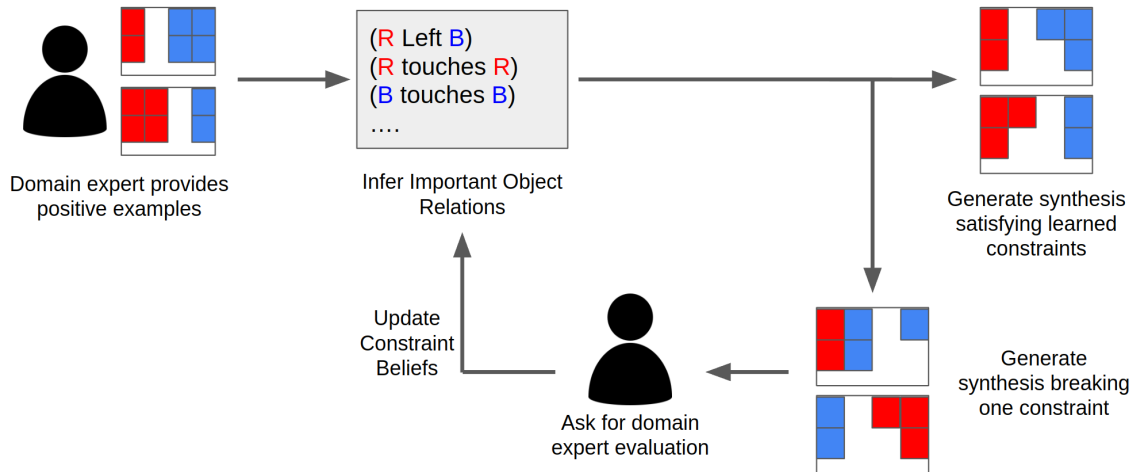 (R Left B)
(R touches R)
(B touches B)
....
Domain expert provides
positive examples
Infer Important Object
Relations
Generate synthesis
satisfying learned
constraints
Update
Constraint
Beliefs
Ask for domain
expert evaluation
Generate
synthesis breaking
one constraint